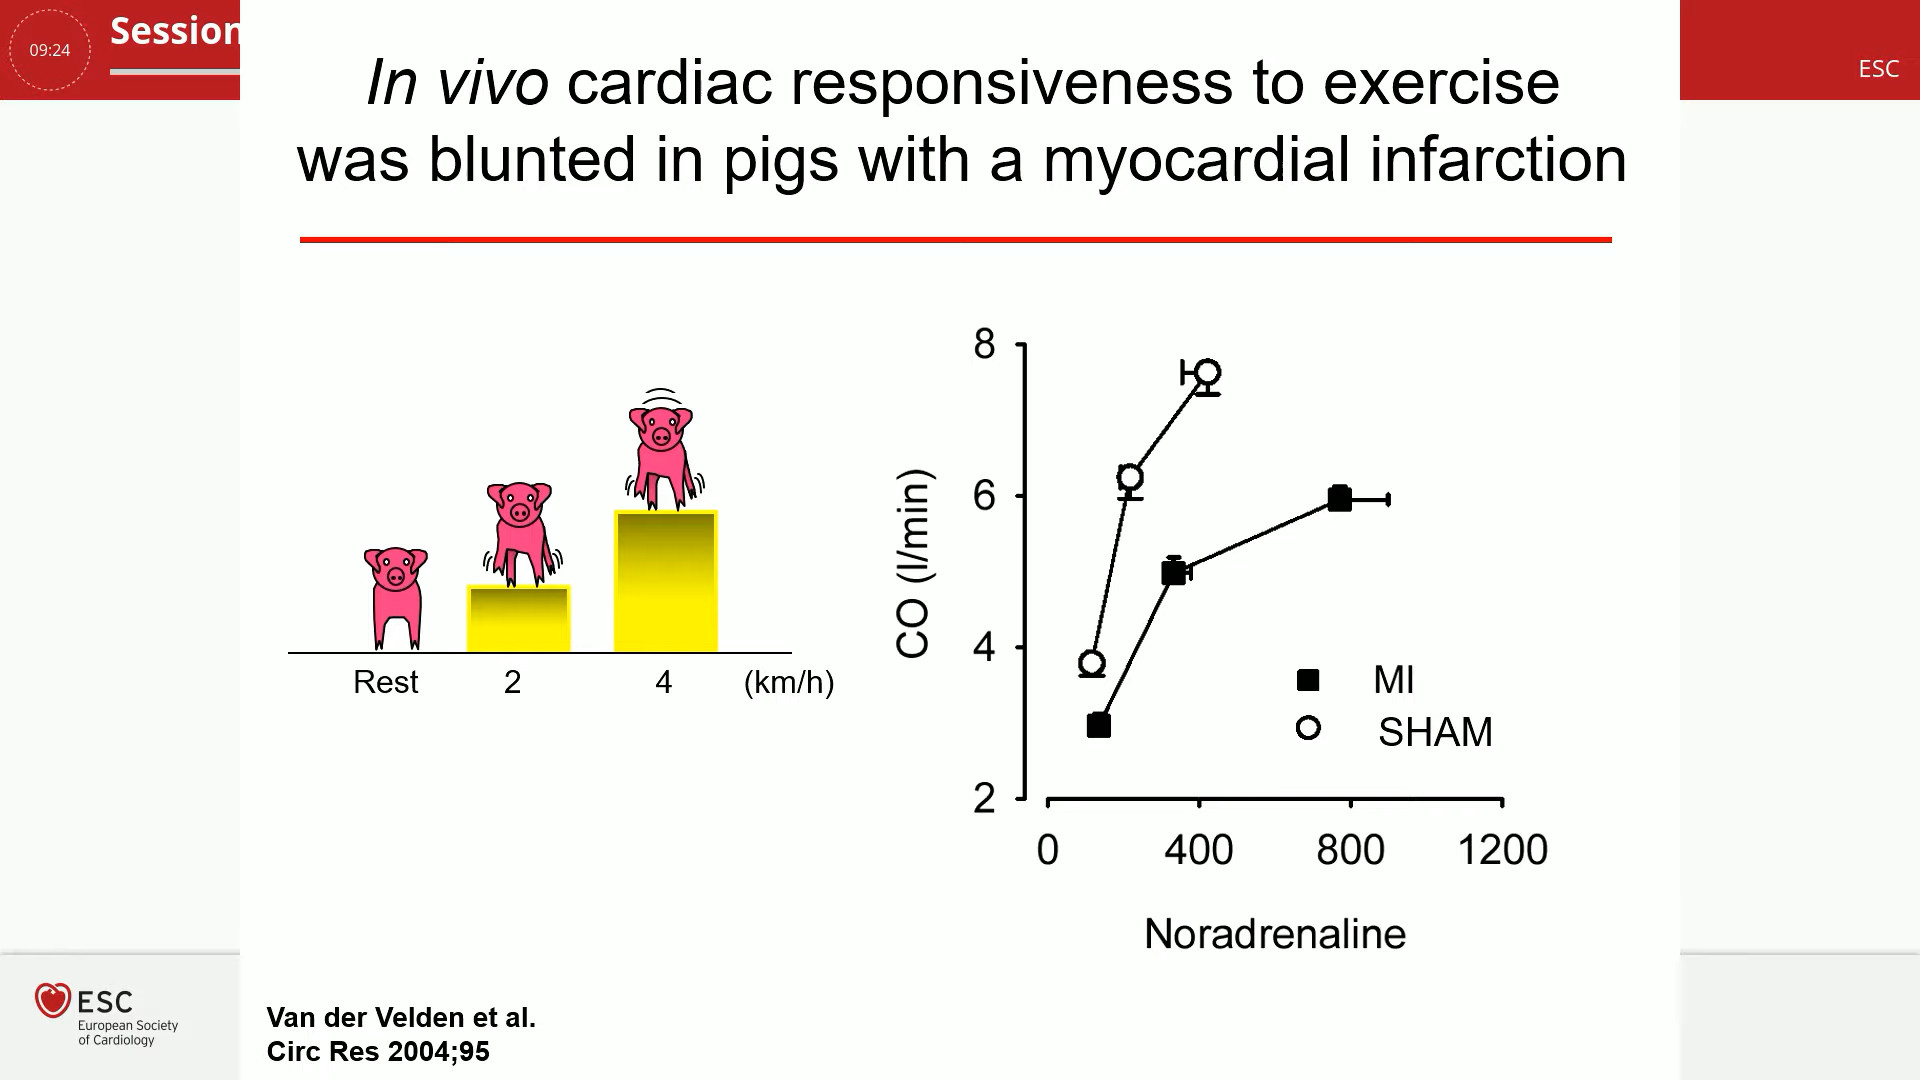 09:24
Session
ESC
In vivo cardiac responsiveness to exercise
was blunted in pigs with a myocardial infarction
Rest 2 4 (km/h)
CO (l/min)
8
6
4
2
MI
SHAM
0 400 800 1200
Noradrenaline
Van der Velden et al.
Circ Res 2004;95
ESC
European Society
of Cardiology